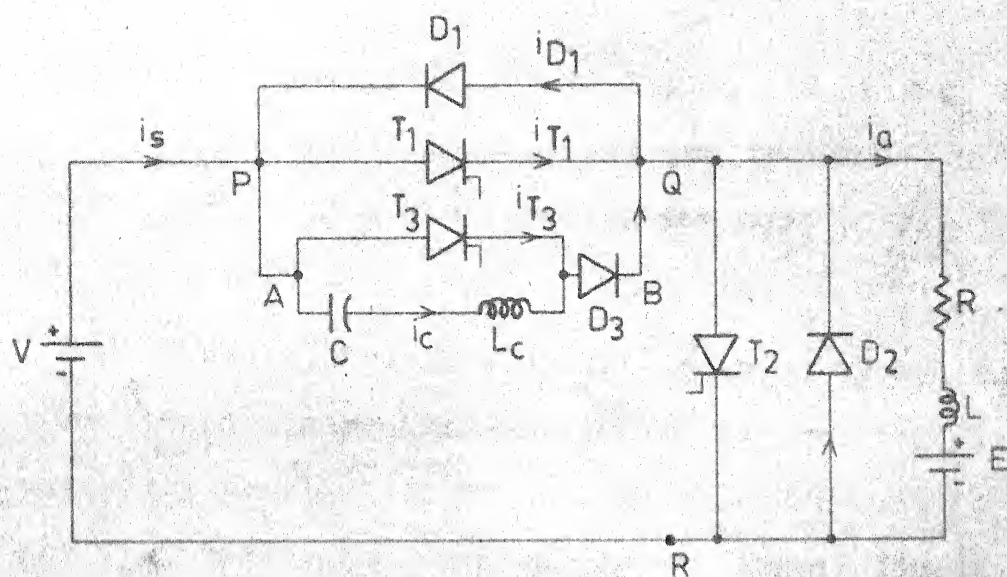 D1 iD1
is T1 iT1 ia
P Q
T3 iT3
A B
C ic Lc D3
V + - T2 D2 R
L
+ - E
R